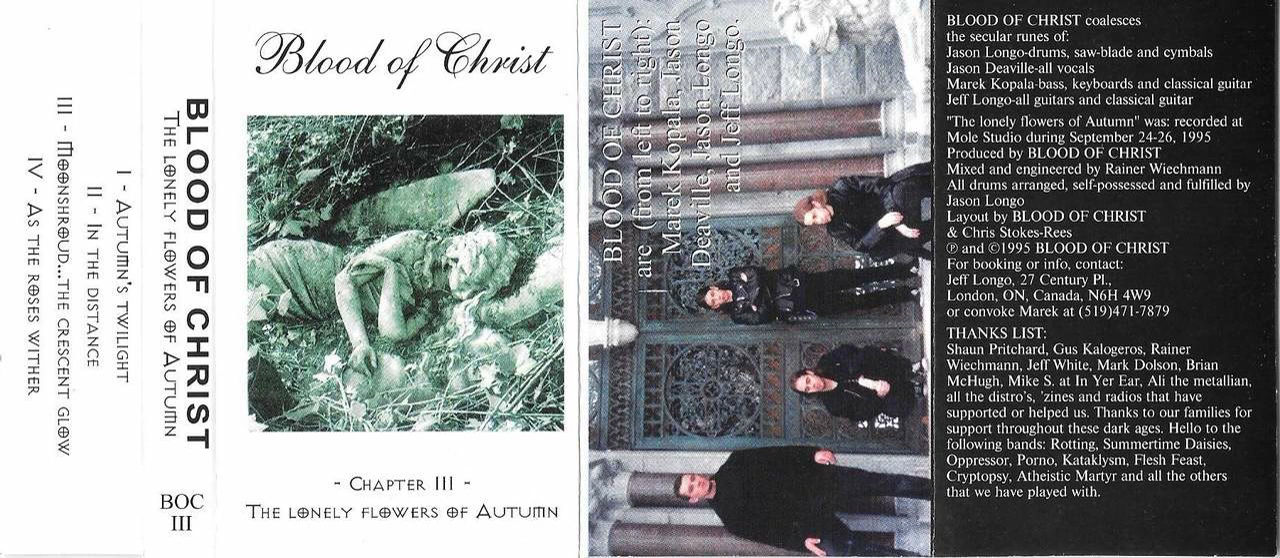 I - Autumn's twilight
II - In the distance
III - Moonshroud...the crescent glow
IV - As the roses wither
BLOOD OF CHRIST
The lonely flowers of Autumn
BOC
III
Blood of Christ
- Chapter III -
The lonely flowers of Autumn
BLOOD OF CHRIST
are (from left to right):
Marek Kopala, Jason
Deaville, Jason Longo
and Jeff Longo.
BLOOD OF CHRIST coalesces
the secular runes of:
Jason Longo-drums, saw-blade and cymbals
Jason Deaville-all vocals
Marek Kopala-bass, keyboards and classical guitar
Jeff Longo-all guitars and classical guitar
"The lonely flowers of Autumn" was: recorded at
Mole Studio during September 24-26, 1995
Produced by BLOOD OF CHRIST
Mixed and engineered by Rainer Wiechmann
All drums arranged, self-possessed and fulfilled by
Jason Longo
Layout by BLOOD OF CHRIST
& Chris Stokes-Rees
℗ and ©1995 BLOOD OF CHRIST
For booking or info, contact:
Jeff Longo, 27 Century Pl.,
London, ON, Canada, N6H 4W9
or convoke Marek at (519)471-7879
THANKS LIST:
Shaun Pritchard, Gus Kalogeros, Rainer
Wiechmann, Jeff White, Mark Dolson, Brian
McHugh, Mike S. at In Yer Ear, Ali the metallian,
all the distro's, 'zines and radios that have
supported or helped us. Thanks to our families for
support throughout these dark ages. Hello to the
following bands: Rotting, Summertime Daisies,
Oppressor, Porno, Kataklysm, Flesh Feast,
Cryptopsy, Atheistic Martyr and all the others
that we have played with.